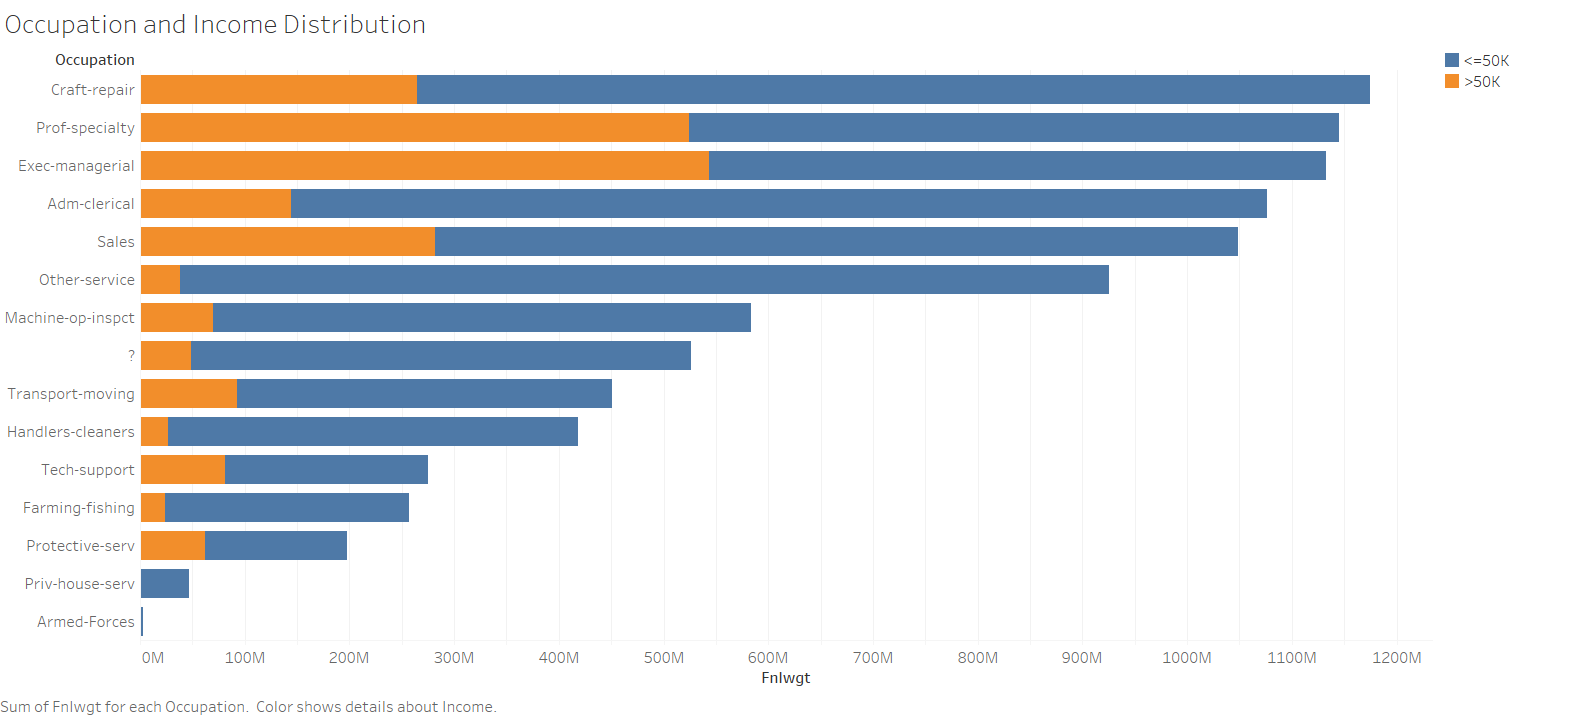 Occupation and Income Distribution
Occupation
<=50K
>50K
Craft-repair
Prof-specialty
Exec-managerial
Adm-clerical
Sales
Other-service
Machine-op-inspct
?
Transport-moving
Handlers-cleaners
Tech-support
Farming-fishing
Protective-serv
Priv-house-serv
Armed-Forces
0M 100M 200M 300M 400M 500M 600M 700M 800M 900M 1000M 1100M 1200M
Fnlwgt
Sum of Fnlwgt for each Occupation. Color shows details about Income.